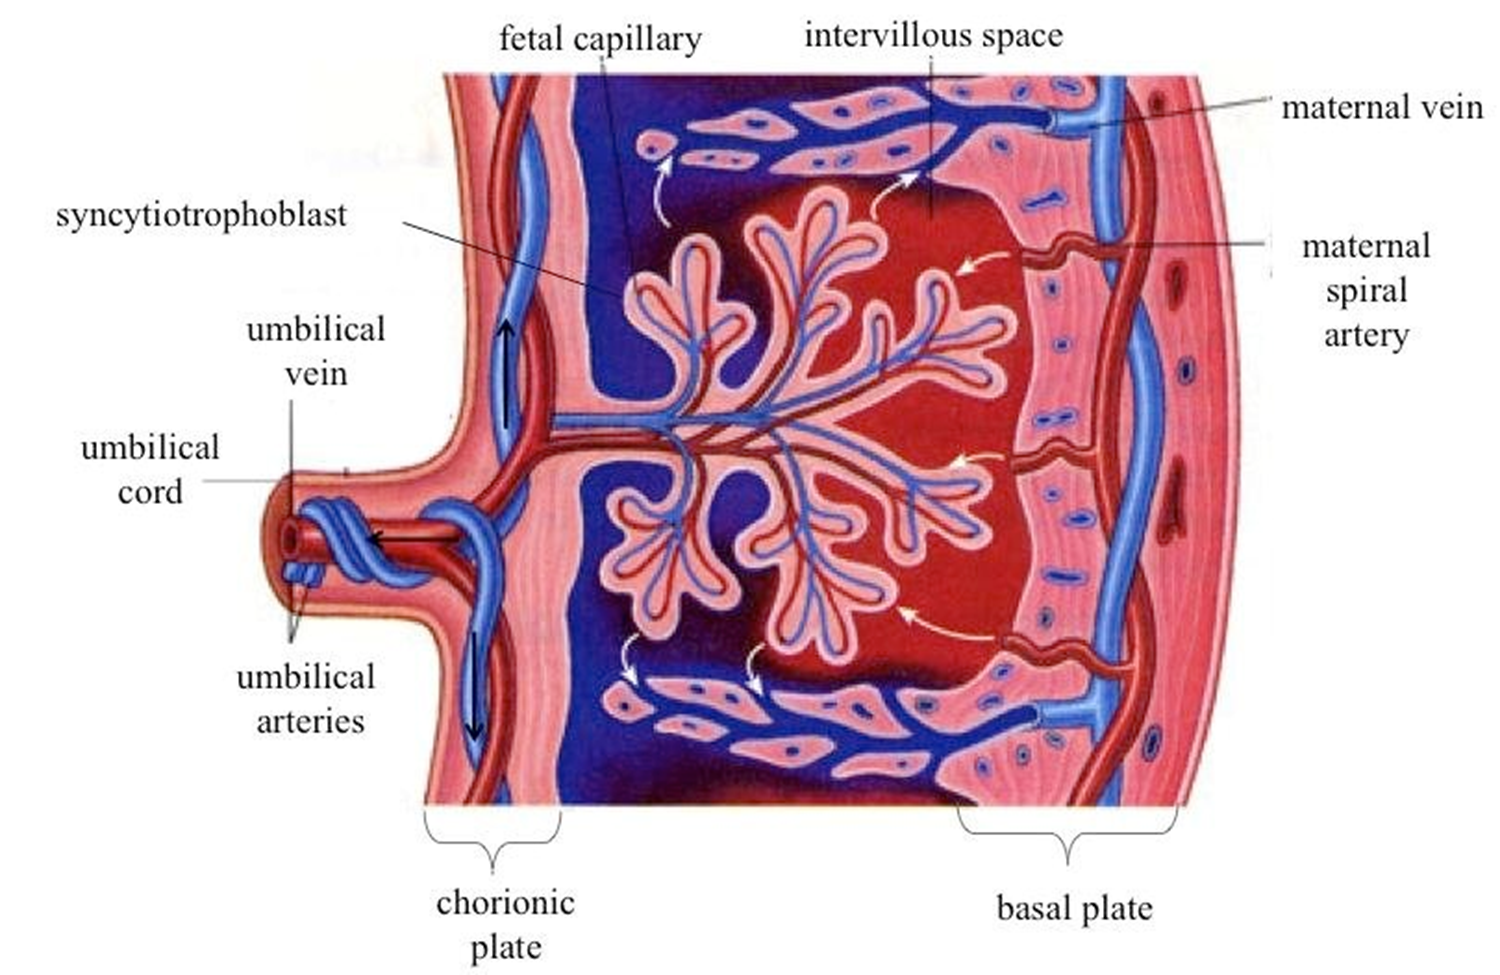 fetal capillary
intervillous space
maternal vein
syncytiotrophoblast
maternal
spiral
artery
umbilical
vein
umbilical
cord
umbilical
arteries
chorionic
plate
basal plate